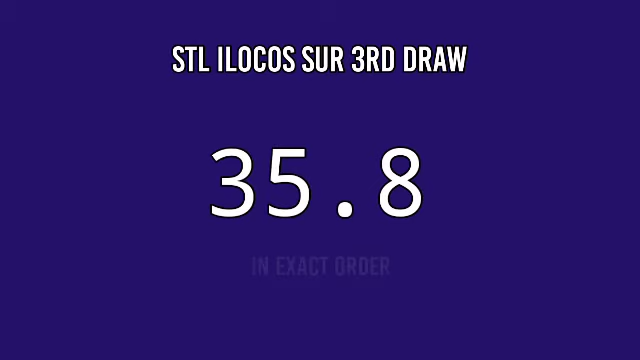 STL ILOCOS SUR 3RD DRAW
35.8
IN EXACT ORDER